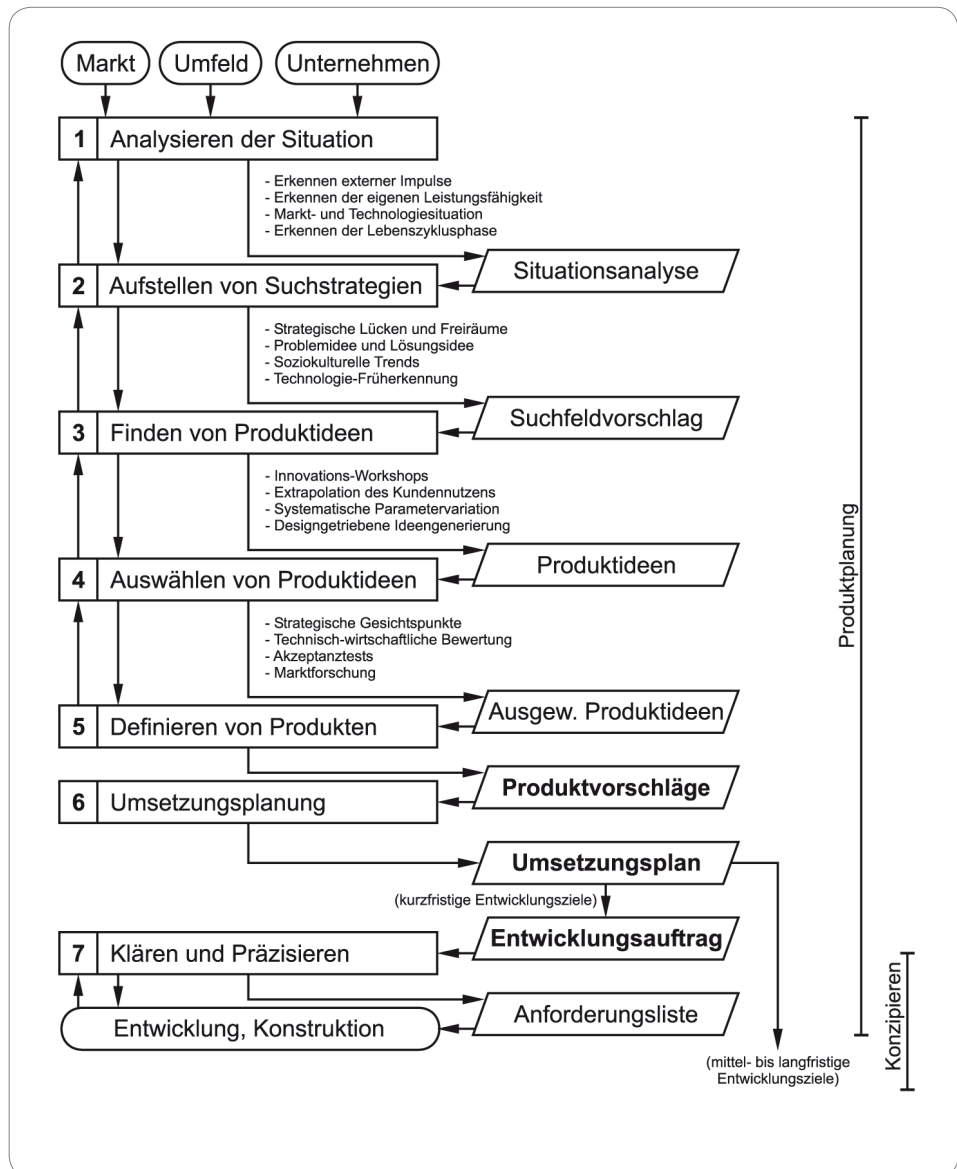 Markt
Umfeld
Unternehmen
1 Analysieren der Situation
- Erkennen externer Impulse
- Erkennen der eigenen Leistungsfähigkeit
- Markt- und Technologiesituation
- Erkennen der Lebenszyklusphase
Situationsanalyse
2 Aufstellen von Suchstrategien
- Strategische Lücken und Freiräume
- Problemidee und Lösungsidee
- Soziokulturelle Trends
- Technologie-Früherkennung
Suchfeldvorschlag
3 Finden von Produktideen
- Innovations-Workshops
- Extrapolation des Kundennutzens
- Systematische Parametervariation
- Designgetriebene Ideengenerierung
Produktideen
4 Auswählen von Produktideen
- Strategische Gesichtspunkte
- Technisch-wirtschaftliche Bewertung
- Akzeptanztests
- Marktforschung
Ausgew. Produktideen
5 Definieren von Produkten
Produktvorschläge
6 Umsetzungsplanung
Umsetzungsplan
(kurzfristige Entwicklungsziele)
Entwicklungsauftrag
7 Klären und Präzisieren
Anforderungsliste
Entwicklung, Konstruktion
(mittel- bis langfristige
Entwicklungsziele)
Produktplanung
Konzipieren